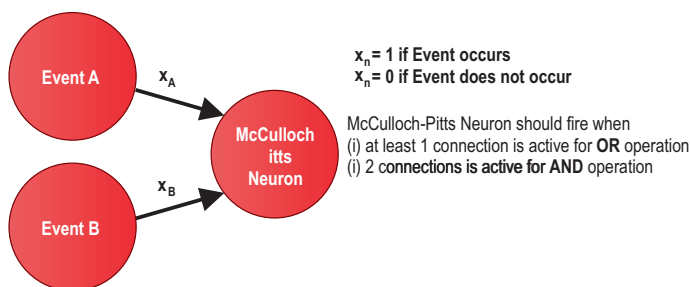 Event A
x_A
McCulloch
itts
Neuron
x_B
Event B
x_n = 1 if Event occurs
x_n = 0 if Event does not occur
McCulloch-Pitts Neuron should fire when
(i) at least 1 connection is active for OR operation
(i) 2 connections is active for AND operation